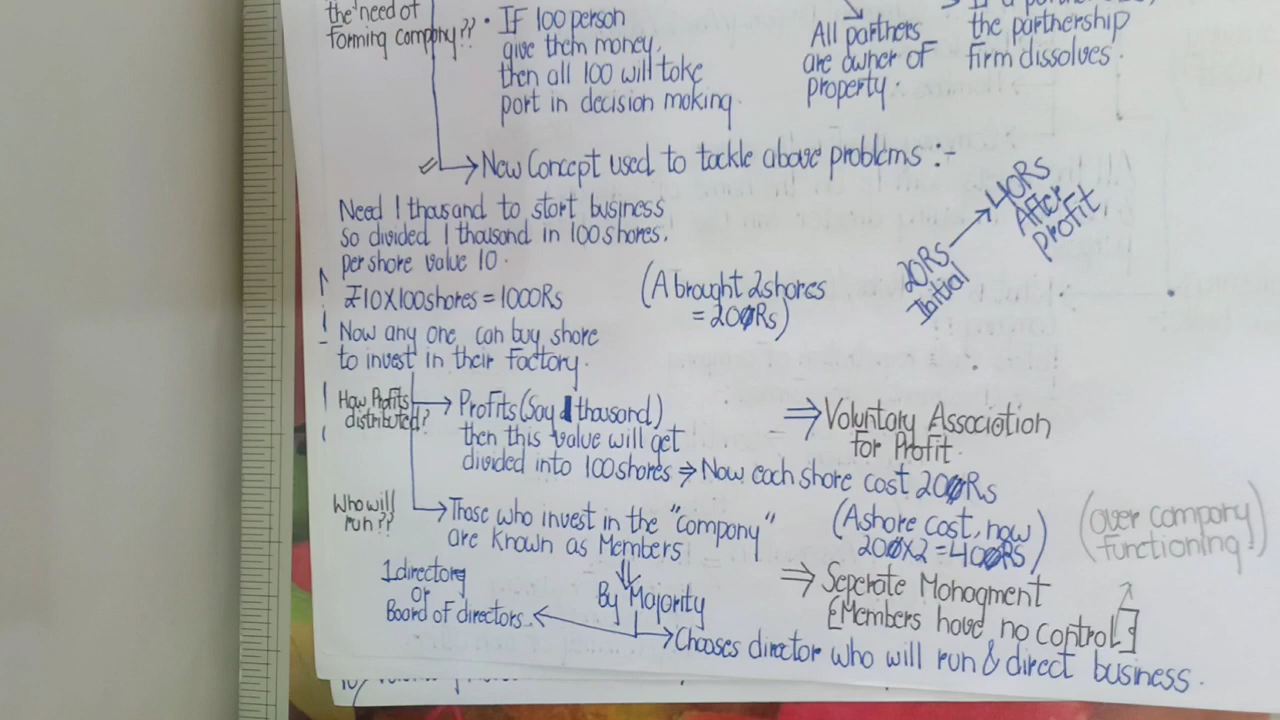 the need of
forming company??
• If 100 person
give them money,
then all 100 will take
part in decision making.
All partners
are owner of
property.
the partnership
firm dissolves.
New Concept used to tackle above problems :-
Need 1 thousand to start business
so divided 1 thousand in 100 shares.
per share value 10.
₹10X100shares = 1000Rs
(A brought 2 shares
= 20Rs)
20RS
Initial
40RS
After
profit
Now any one can buy share
to invest in their factory.
How Profits
distributed?
Profits (Say 1 thousand)
then this value will get
divided into 100 shares ⇒ Now each share cost 20Rs
⇒ Voluntary Association
for Profit.
Who will
run??
Those who invest in the "company"
are known as Members
(A share cost, now
20X2=40RS)
(over company
functioning)
By Majority
1 director
or
Board of directors.
⇒ Seperate Managment
[Members have no control]
Chooses director who will run & direct business.